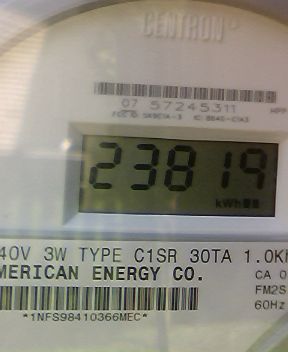 CENTRON
07 57245311
23819
kWh
40V 3W TYPE C1SR 30TA 1.0K
MERICAN ENERGY CO.
CA 0
FM2S
60Hz
*1NFS98410366MEC*